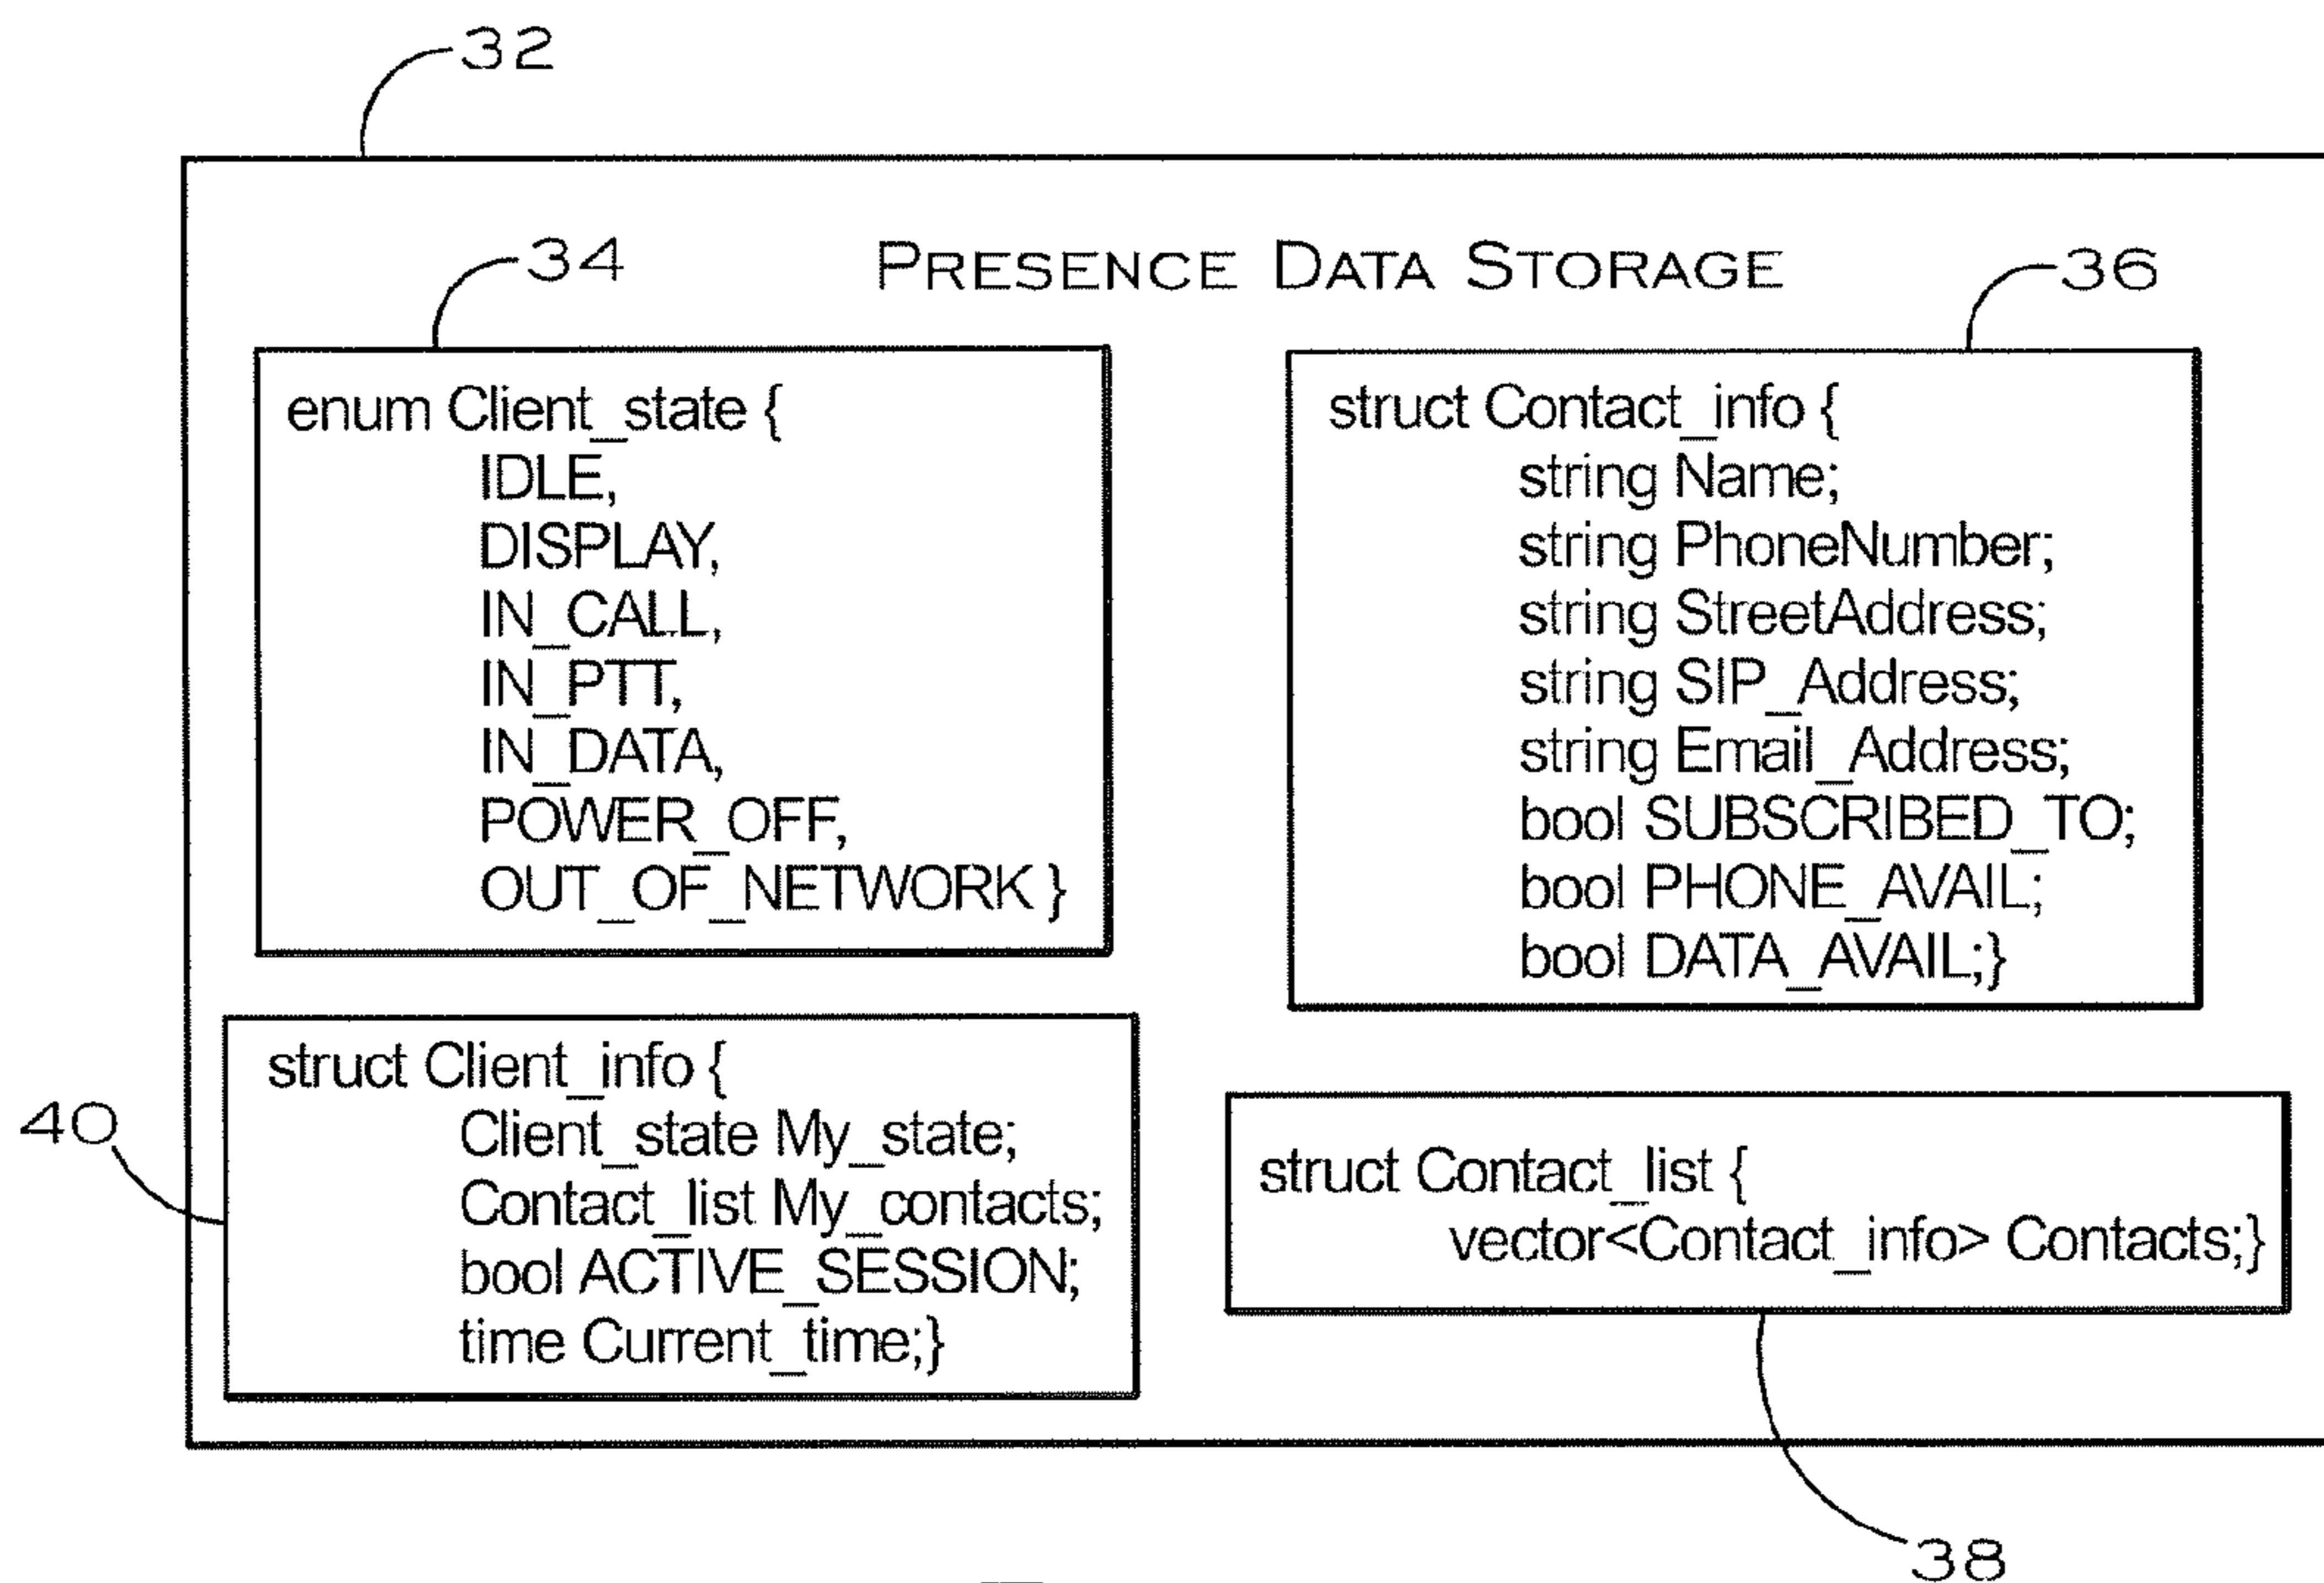 32
PRESENCE DATA STORAGE
34
enum Client_state {
IDLE,
DISPLAY,
IN_CALL,
IN_PTT,
IN_DATA,
POWER_OFF,
OUT_OF_NETWORK }
36
struct Contact_info {
string Name;
string PhoneNumber;
string StreetAddress;
string SIP_Address;
string Email_Address;
bool SUBSCRIBED_TO;
bool PHONE_AVAIL;
bool DATA_AVAIL;}
40
struct Client_info {
Client_state My_state;
Contact_list My_contacts;
bool ACTIVE_SESSION;
time Current_time;}
struct Contact_list {
vector<Contact_info> Contacts;}
38